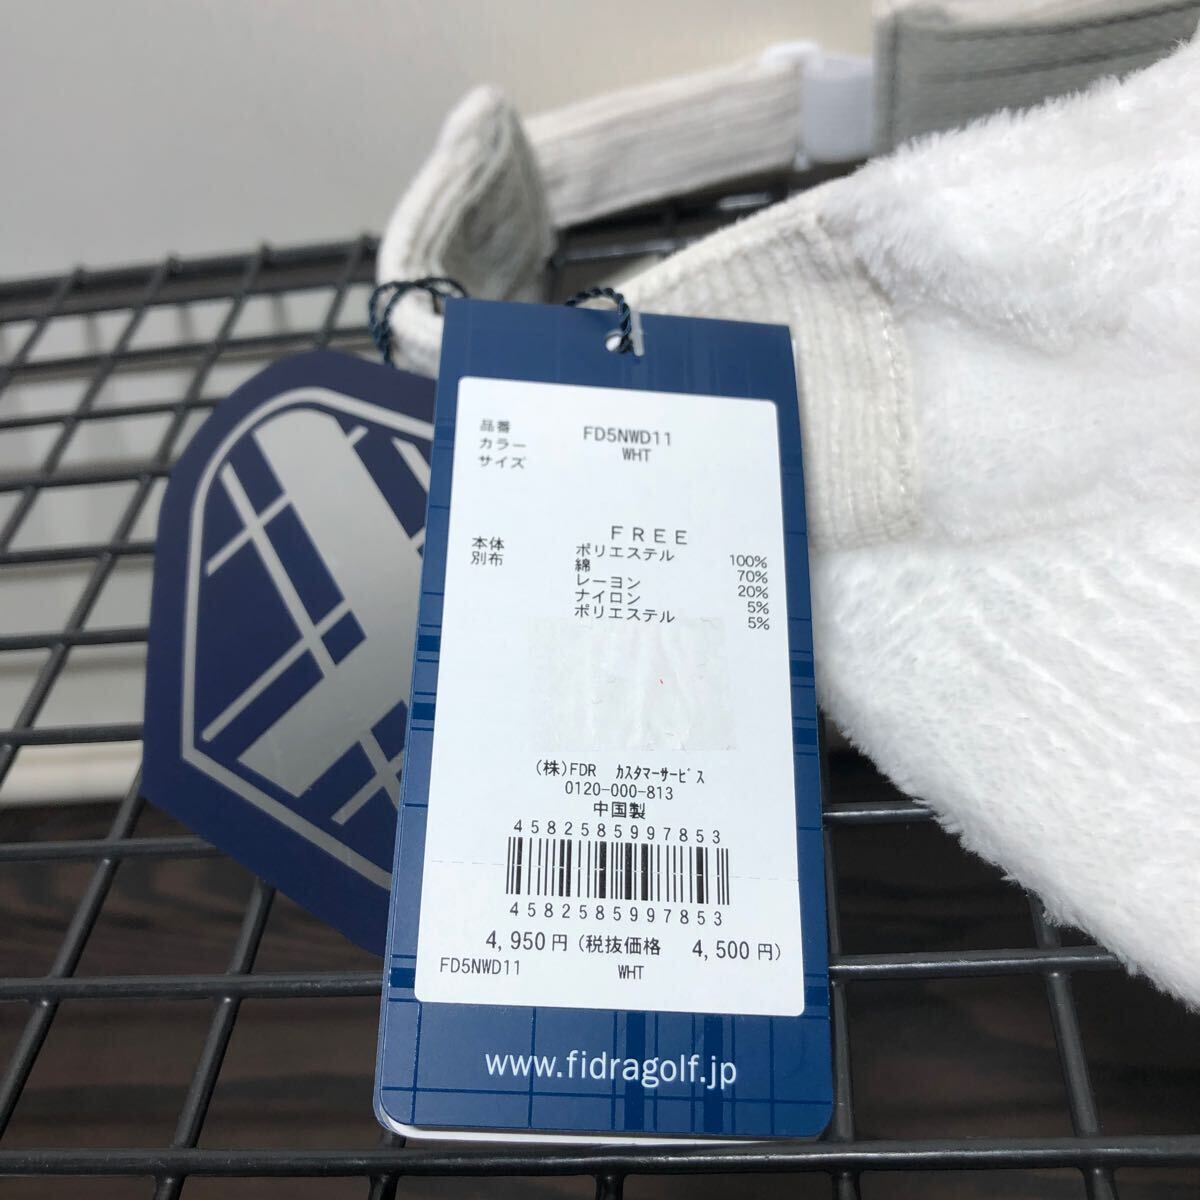 品番 FD5NWD11
カラー WHT
サイズ
FREE
本体 ポリエステル 100%
別布 綿 70%
レーヨン 20%
ナイロン 5%
ポリエステル 5%
(株)FDR ｶｽﾀﾏｰｻｰﾋﾞｽ
0120-000-813
中国製
4582585997853
4582585997853
4,950円(税抜価格 4,500円)
FD5NWD11 WHT
www.fidragolf.jp